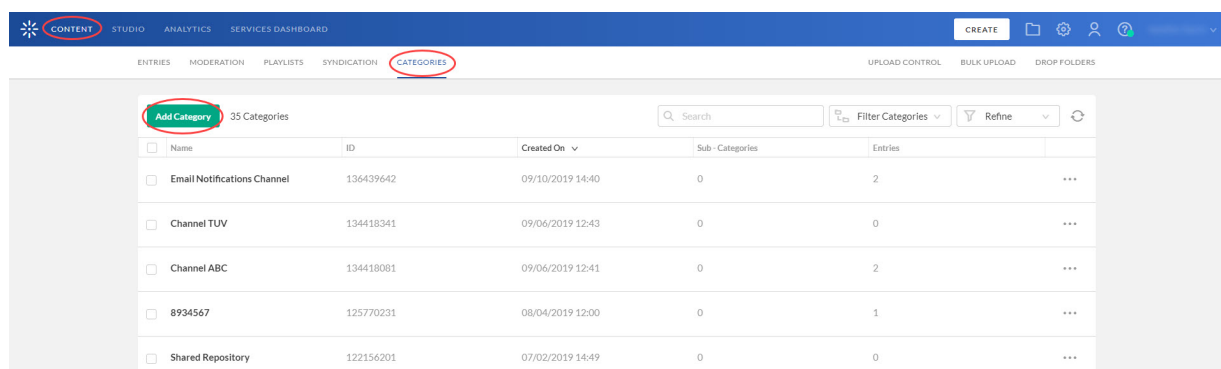 CONTENT STUDIO ANALYTICS SERVICES DASHBOARD CREATE
ENTRIES MODERATION PLAYLISTS SYNDICATION CATEGORIES UPLOAD CONTROL BULK UPLOAD DROP FOLDERS
Add Category 35 Categories Search Filter Categories Refine
Name ID Created On Sub - Categories Entries
Email Notifications Channel 136439642 09/10/2019 14:40 0 2
Channel TUV 134418341 09/06/2019 12:43 0 0
Channel ABC 134418081 09/06/2019 12:41 0 2
8934567 125770231 08/04/2019 12:00 0 1
Shared Repository 122156201 07/02/2019 14:49 0 0